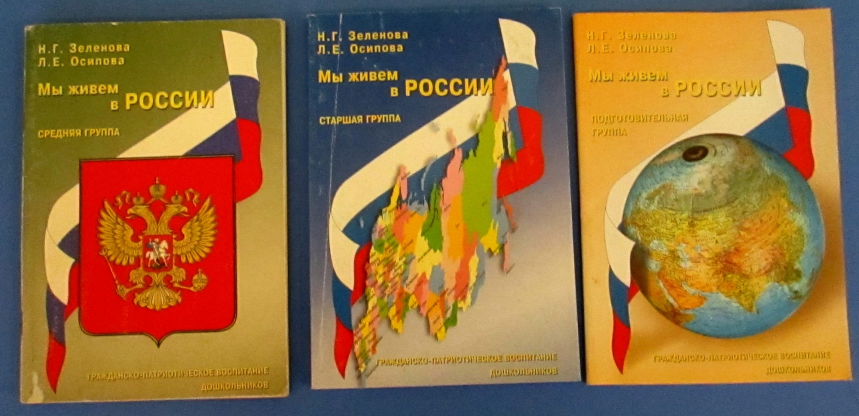 Н.Г. Зеленова
Л.Е. Осипова
Мы живем
в РОССИИ
СРЕДНЯЯ ГРУППА
ГРАЖДАНСКО-ПАТРИОТИЧЕСКОЕ ВОСПИТАНИЕ
ДОШКОЛЬНИКОВ
Н.Г. Зеленова
Л.Е. Осипова
Мы живем
в РОССИИ
СТАРШАЯ ГРУППА
ГРАЖДАНСКО-ПАТРИОТИЧЕСКОЕ ВОСПИТАНИЕ
ДОШКОЛЬНИКОВ
Н.Г. Зеленова
Л.Е. Осипова
Мы живем
в РОССИИ
ПОДГОТОВИТЕЛЬНАЯ
ГРУППА
ГРАЖДАНСКО-ПАТРИОТИЧЕСКОЕ ВОСПИТАНИЕ
ДОШКОЛЬНИКОВ